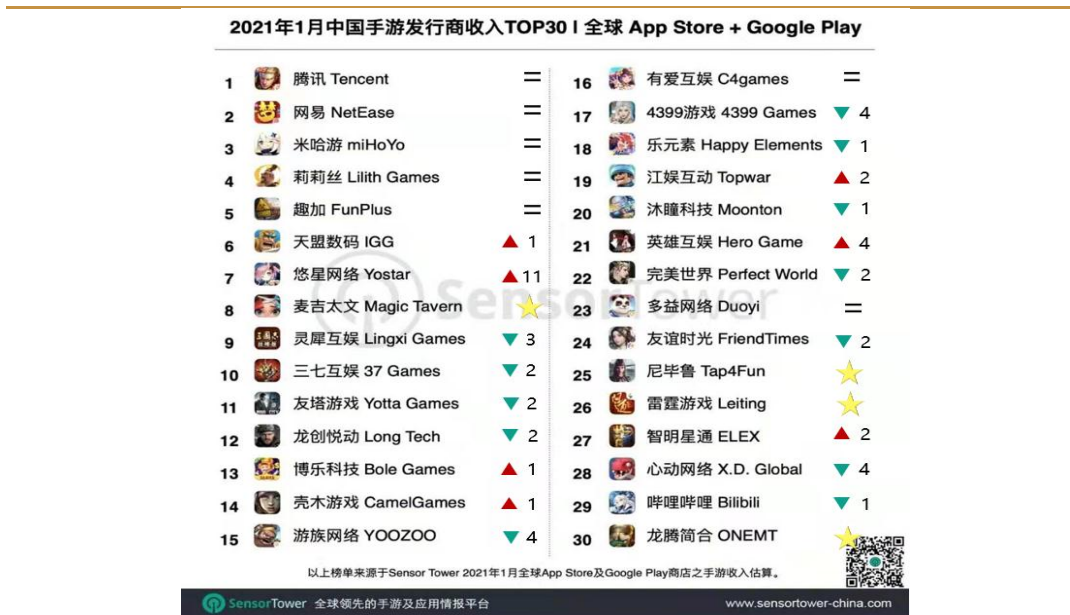 2021年1月中国手游发行商收入TOP30 | 全球 App Store + Google Play
1 腾讯 Tencent =
2 网易 NetEase =
3 米哈游 miHoYo =
4 莉莉丝 Lilith Games =
5 趣加 FunPlus =
6 天盟数码 IGG ▲ 1
7 悠星网络 Yostar ▲ 11
8 麦吉太文 Magic Tavern
9 灵犀互娱 Lingxi Games ▼ 3
10 三七互娱 37 Games ▼ 2
11 友塔游戏 Yotta Games ▼ 2
12 龙创悦动 Long Tech ▼ 2
13 博乐科技 Bole Games ▲ 1
14 壳木游戏 CamelGames ▲ 1
15 游族网络 YOOZOO ▼ 4
16 有爱互娱 C4games =
17 4399游戏 4399 Games ▼ 4
18 乐元素 Happy Elements ▼ 1
19 江娱互动 Topwar ▲ 2
20 沐瞳科技 Moonton ▼ 1
21 英雄互娱 Hero Game ▲ 4
22 完美世界 Perfect World ▼ 2
23 多益网络 Duoyi =
24 友谊时光 FriendTimes ▼ 2
25 尼毕鲁 Tap4Fun
26 雷霆游戏 Leiting
27 智明星通 ELEX ▲ 2
28 心动网络 X.D. Global ▼ 4
29 哔哩哔哩 Bilibili ▼ 1
30 龙腾简合 ONEMT
SensorTower
以上榜单来源于Sensor Tower 2021年1月全球App Store及Google Play商店之手游收入估算。
SensorTower 全球领先的手游及应用情报平台
www.sensortower-china.com